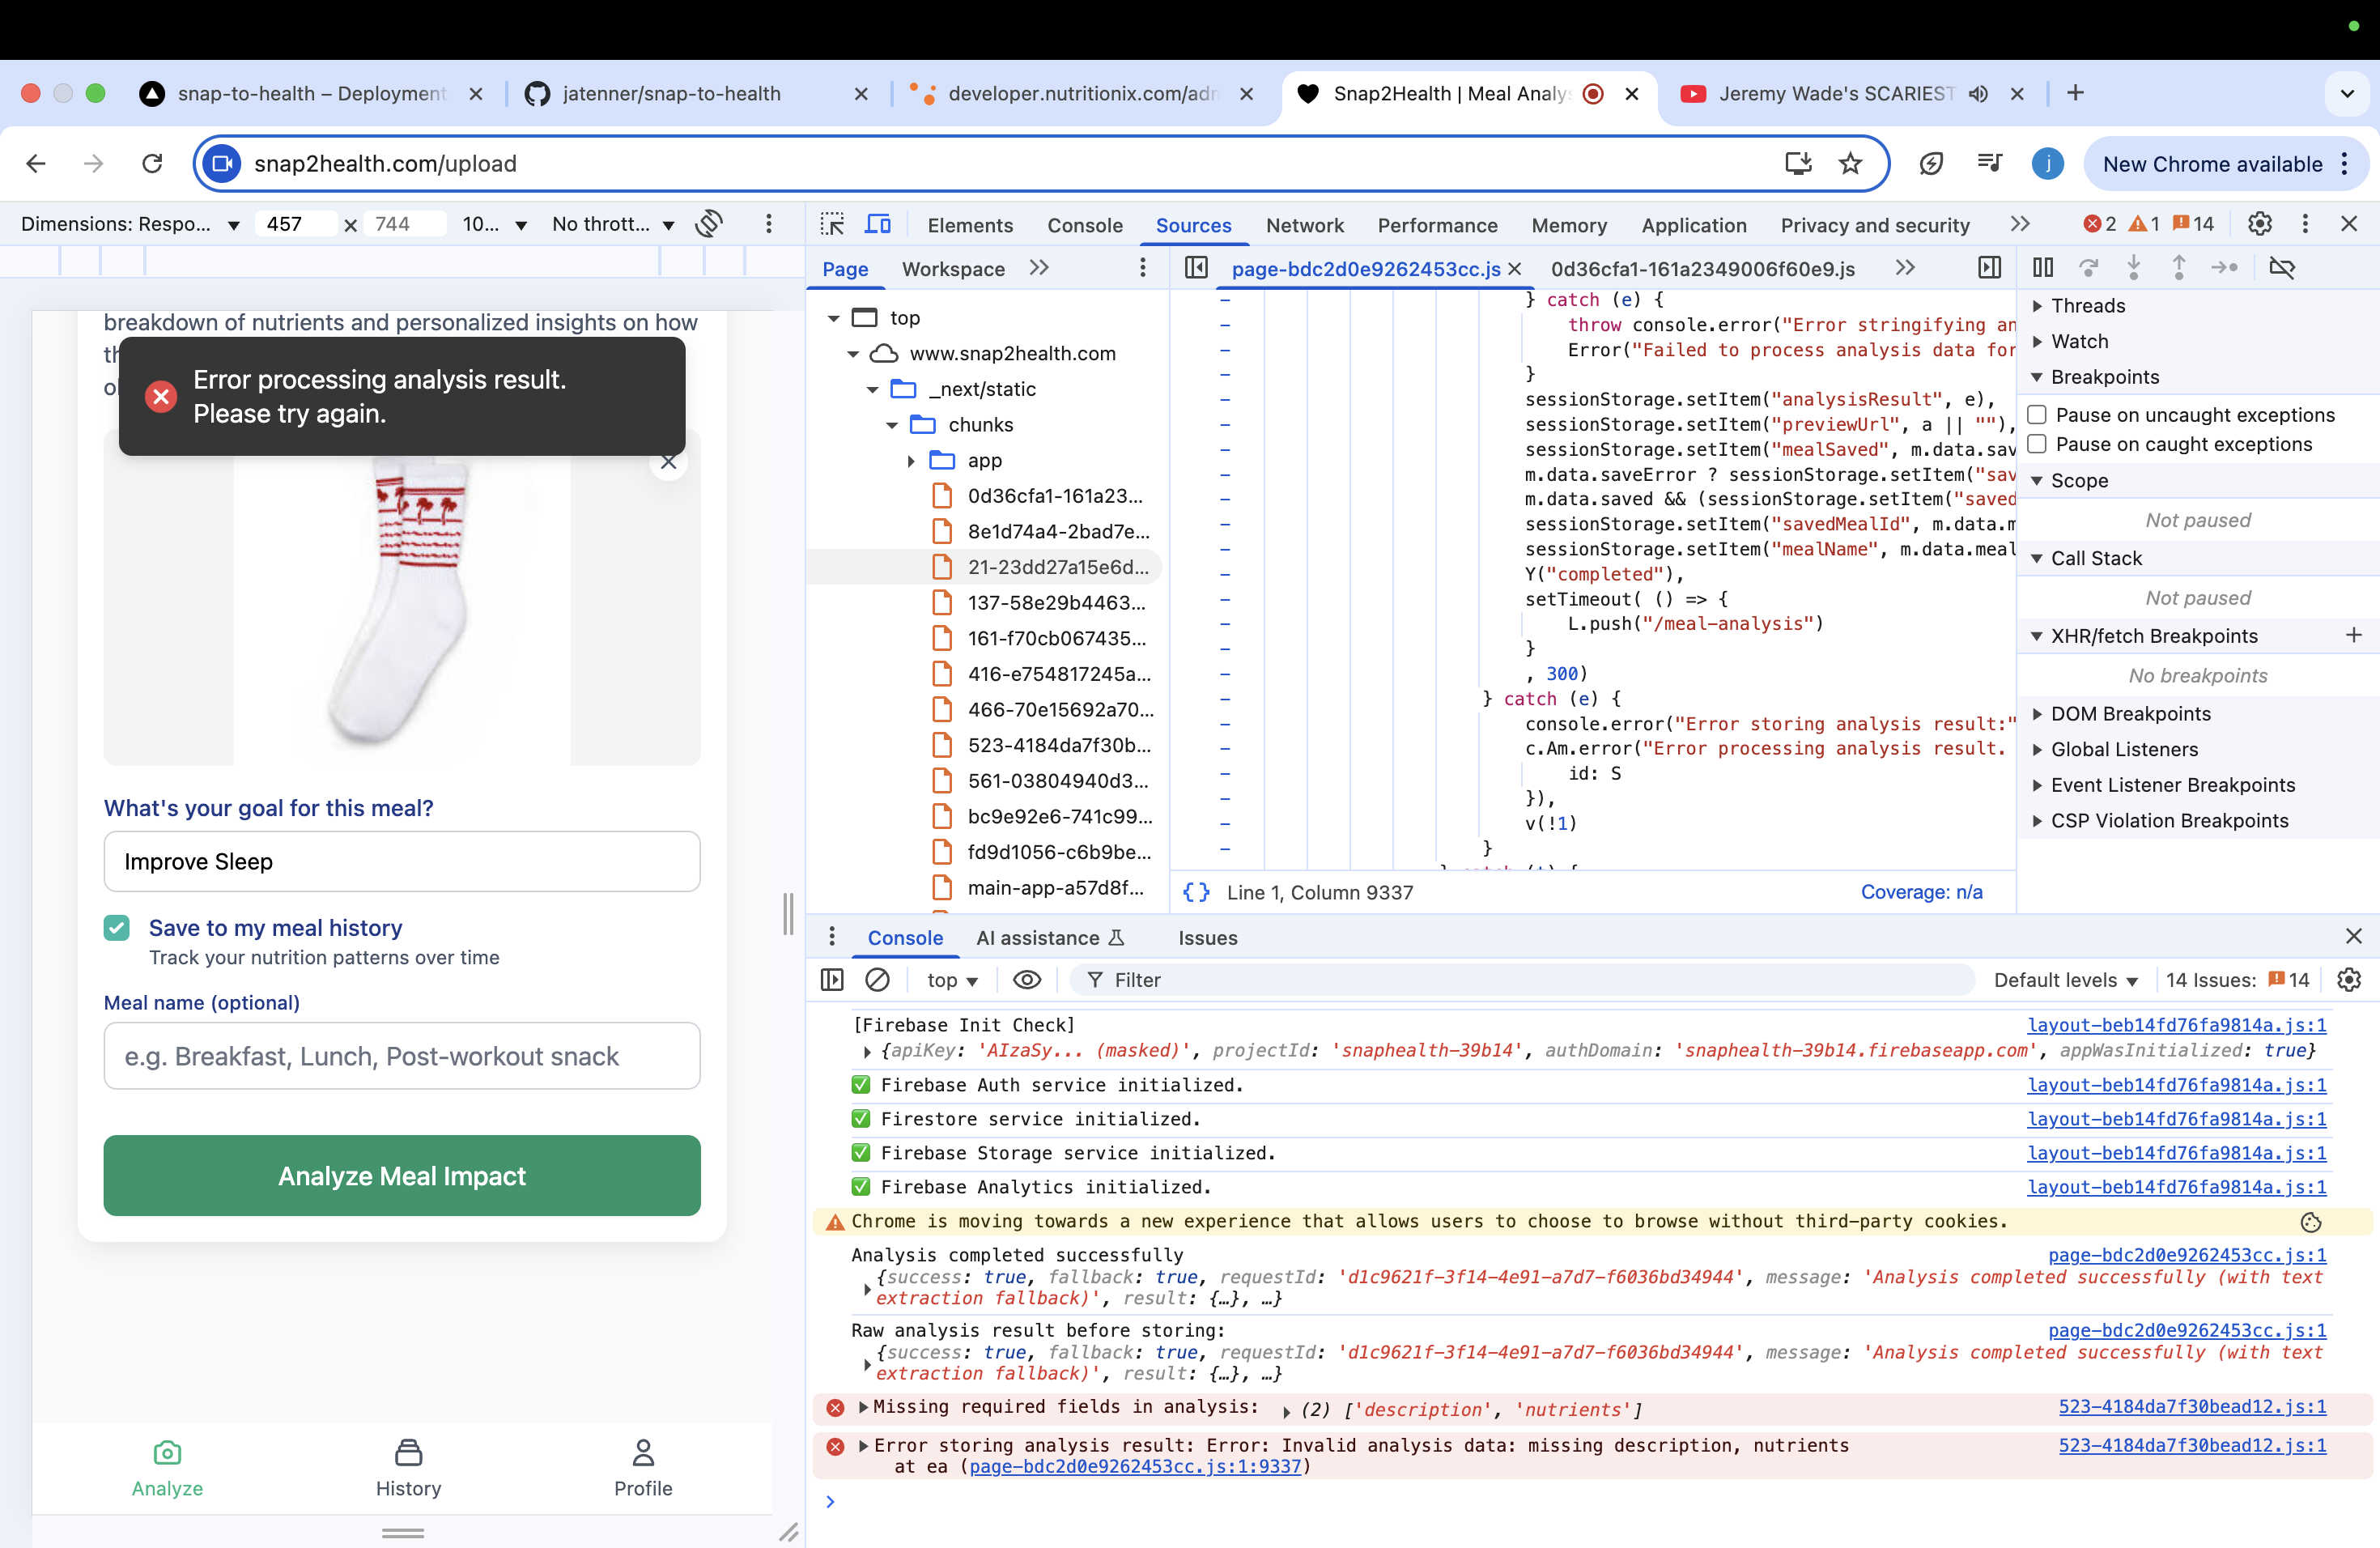 snap-to-health – Deployment
jatenner/snap-to-health
developer.nutritionix.com/adm
Snap2Health | Meal Analys
Jeremy Wade's SCARIEST
snap2health.com/upload
j
New Chrome available
Dimensions: Respo...
457
×
744
10...
No thrott...
Elements
Console
Sources
Network
Performance
Memory
Application
Privacy and security
2
1
14
breakdown of nutrients and personalized insights on how
Error processing analysis result.
Please try again.
What's your goal for this meal?
Improve Sleep
Save to my meal history
Track your nutrition patterns over time
Meal name (optional)
e.g. Breakfast, Lunch, Post-workout snack
Analyze Meal Impact
Analyze
History
Profile
Page
Workspace
top
www.snap2health.com
_next/static
chunks
app
0d36cfa1-161a23...
8e1d74a4-2bad7e...
21-23dd27a15e6d...
137-58e29b4463...
161-f70cb067435...
416-e754817245a...
466-70e15692a70...
523-4184da7f30b...
561-03804940d3...
bc9e92e6-741c99...
fd9d1056-c6b9be...
main-app-a57d8f...
page-bdc2d0e9262453cc.js
0d36cfa1-161a2349006f60e9.js
} catch (e) {
throw console.error("Error stringifying an
Error("Failed to process analysis data for
}
sessionStorage.setItem("analysisResult", e),
sessionStorage.setItem("previewUrl", a || ""),
sessionStorage.setItem("mealSaved", m.data.sav
m.data.saveError ? sessionStorage.setItem("sav
m.data.saved && (sessionStorage.setItem("saved
sessionStorage.setItem("savedMealId", m.data.m
sessionStorage.setItem("mealName", m.data.meal
Y("completed"),
setTimeout( () => {
L.push("/meal-analysis")
}
, 300)
} catch (e) {
console.error("Error storing analysis result:"
c.Am.error("Error processing analysis result.
id: S
}),
v(!1)
}
{} Line 1, Column 9337
Coverage: n/a
Threads
Watch
Breakpoints
Pause on uncaught exceptions
Pause on caught exceptions
Scope
Not paused
Call Stack
Not paused
XHR/fetch Breakpoints
No breakpoints
DOM Breakpoints
Global Listeners
Event Listener Breakpoints
CSP Violation Breakpoints
Console
AI assistance
Issues
top
Filter
Default levels
14 Issues:
14
[Firebase Init Check]
layout-beb14fd76fa9814a.js:1
{apiKey: 'AIzaSy... (masked)', projectId: 'snaphealth-39b14', authDomain: 'snaphealth-39b14.firebaseapp.com', appWasInitialized: true}
✅ Firebase Auth service initialized.
layout-beb14fd76fa9814a.js:1
✅ Firestore service initialized.
layout-beb14fd76fa9814a.js:1
✅ Firebase Storage service initialized.
layout-beb14fd76fa9814a.js:1
✅ Firebase Analytics initialized.
layout-beb14fd76fa9814a.js:1
Chrome is moving towards a new experience that allows users to choose to browse without third-party cookies.
Analysis completed successfully
page-bdc2d0e9262453cc.js:1
{success: true, fallback: true, requestId: 'd1c9621f-3f14-4e91-a7d7-f6036bd34944', message: 'Analysis completed successfully (with text
extraction fallback)', result: {…}, …}
Raw analysis result before storing:
page-bdc2d0e9262453cc.js:1
{success: true, fallback: true, requestId: 'd1c9621f-3f14-4e91-a7d7-f6036bd34944', message: 'Analysis completed successfully (with text
extraction fallback)', result: {…}, …}
Missing required fields in analysis: (2) ['description', 'nutrients']
523-4184da7f30bead12.js:1
Error storing analysis result: Error: Invalid analysis data: missing description, nutrients
523-4184da7f30bead12.js:1
at ea (page-bdc2d0e9262453cc.js:1:9337)